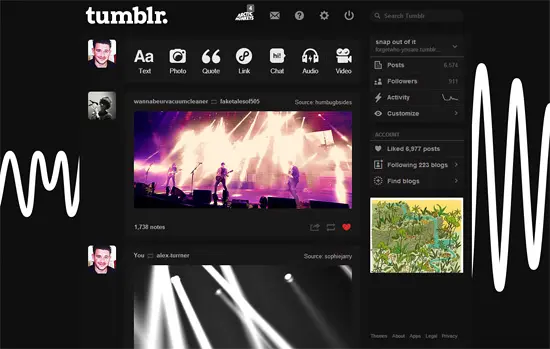 tumblr.
ARCTIC
MONKEYS
4
Search Tumblr
Aa
hi!
Text
Photo
Quote
Link
Chat
Audio
Video
snap out of it
Posts 6,574
Followers 911
Activity
Customize
ACCOUNT
Liked 6,977 posts
Following 223 blogs
Find blogs
wannabeurvacuumcleaner faketalesof505
Source: humbugbsides
1,738 notes
You alex-turner
Source: sophiejarry
Themes About Apps Legal Privacy